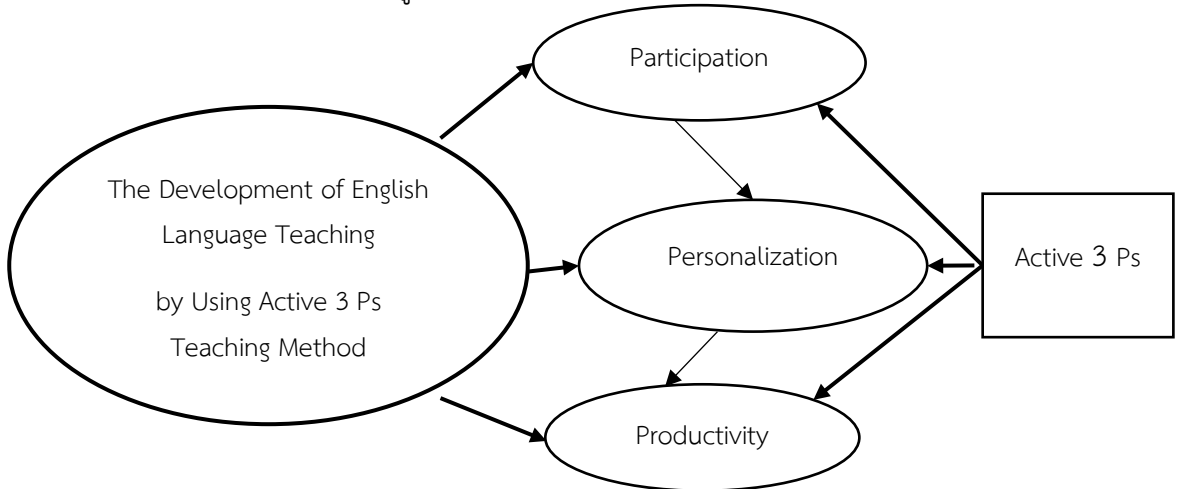 Participation
The Development of English
Language Teaching
by Using Active 3 Ps
Teaching Method
Personalization
Active 3 Ps
Productivity